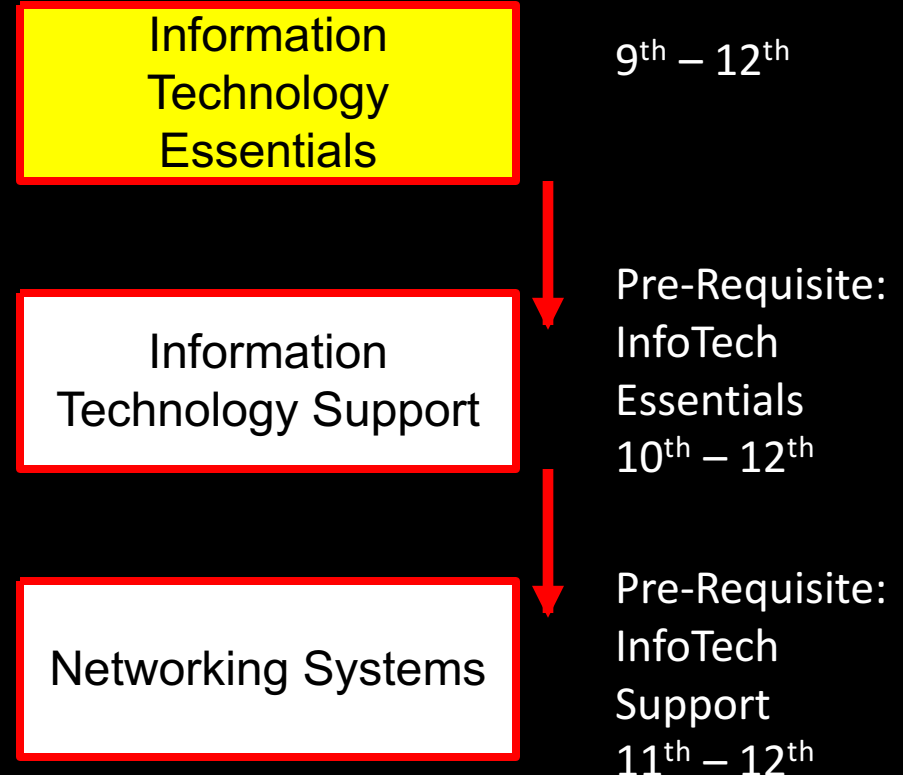 Information
Technology
Essentials
9th – 12th
Information
Technology Support
Pre-Requisite:
InfoTech
Essentials
10th – 12th
Networking Systems
Pre-Requisite:
InfoTech
Support
11th – 12th